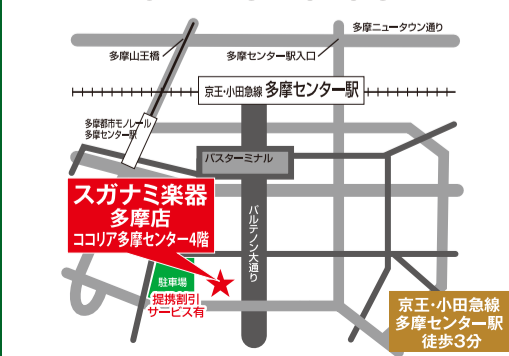 多摩ニュータウン通り
多摩山王橋
多摩センター駅入口
京王・小田急線 多摩センター駅
多摩都市モノレール
多摩センター駅
バスターミナル
スガナミ楽器
多摩店
ココリア多摩センター4階
パルテノン大通り
駐車場
提携割引
サービス有
京王・小田急線
多摩センター駅
徒歩3分